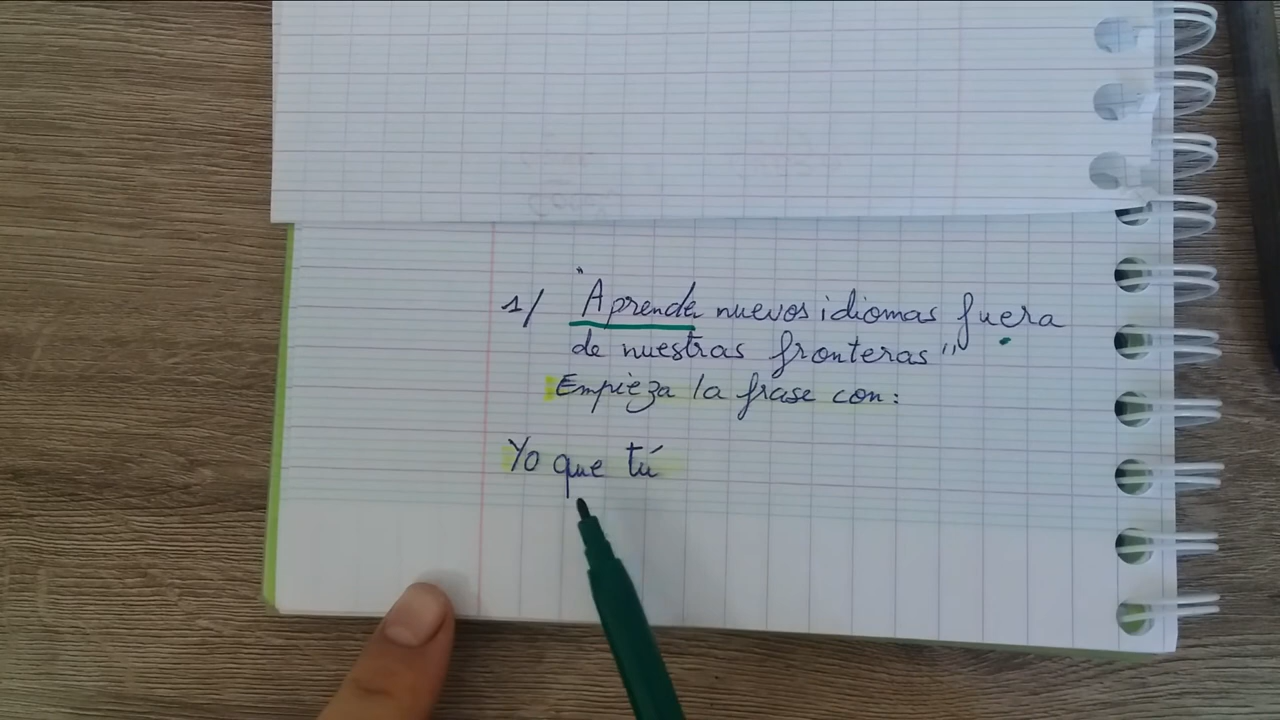 1/ "Aprende nuevos idiomas fuera
de nuestras fronteras"
Empieza la frase con:
Yo que tú